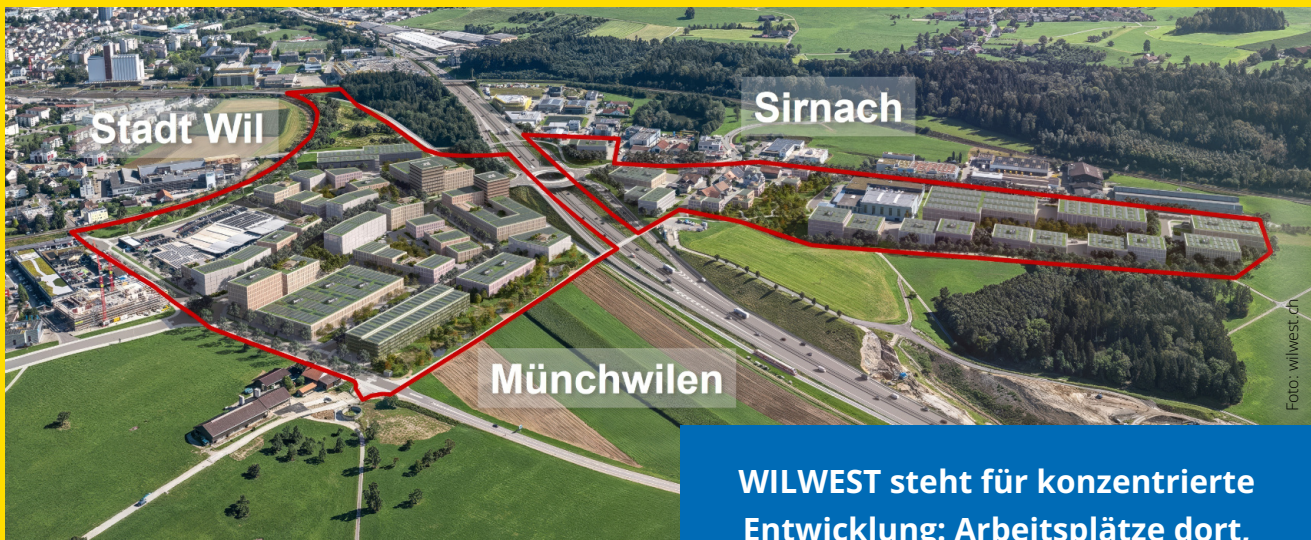 Stadt Wil
Sirnach
Münchwilen
Foto: wilwest.ch
WILWEST steht für konzentrierte
Entwicklung: Arbeitsplätze dort,